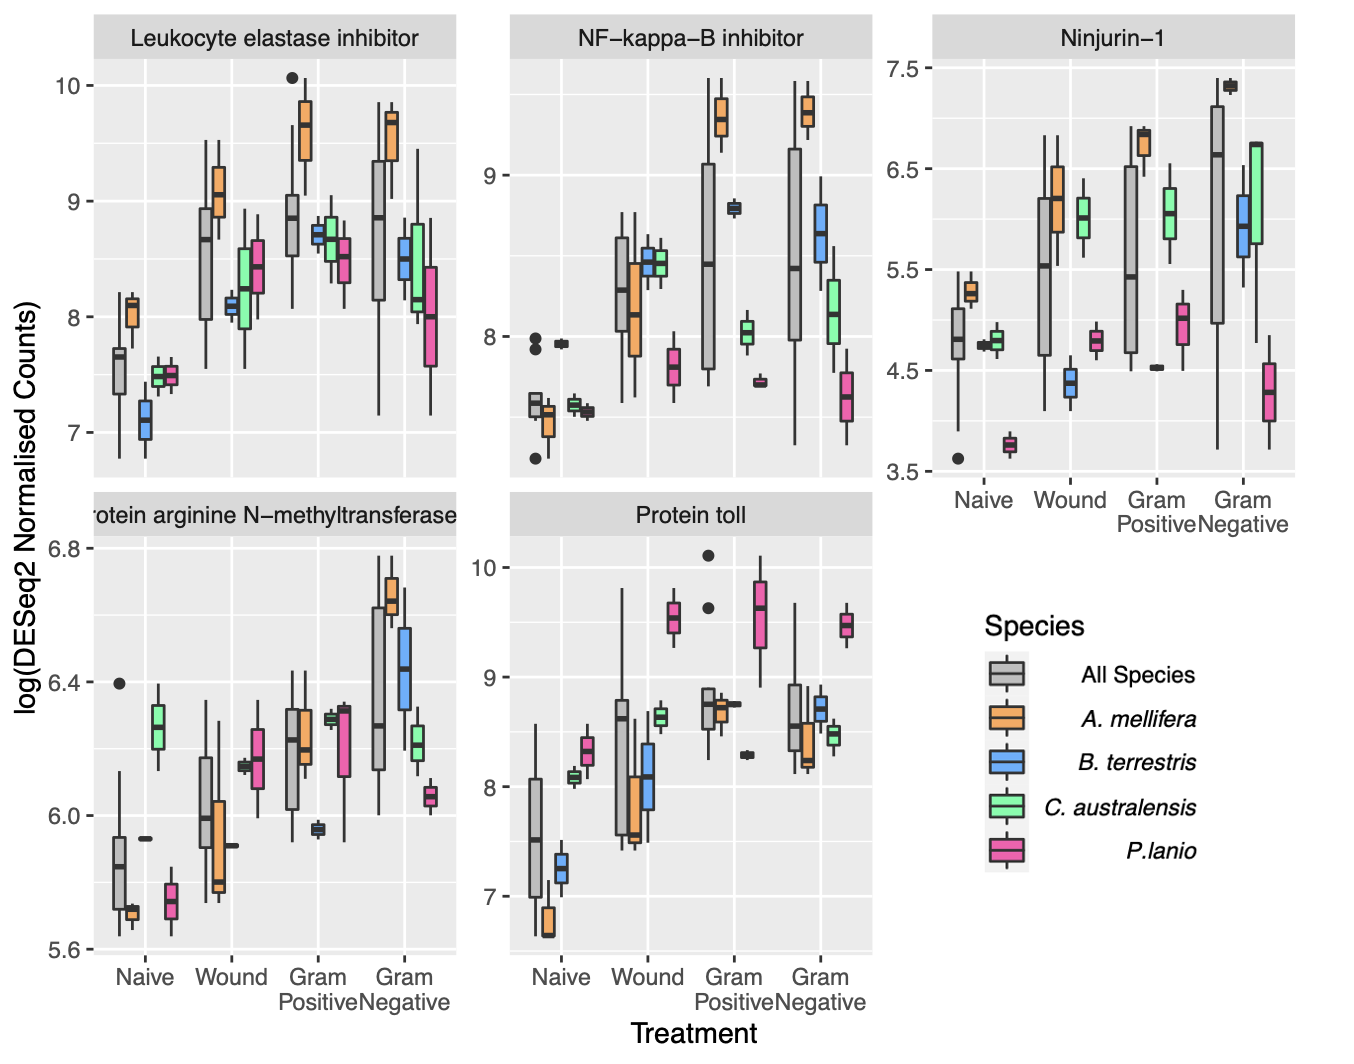 Leukocyte elastase inhibitor
NF−kappa−B inhibitor
Ninjurin−1
10
9
8
7
9
8
7.5
6.5
5.5
4.5
3.5
Naive
Wound
Gram
Positive
Gram
Negative
log(DESeq2 Normalised Counts)
rotein arginine N−methyltransferase
Protein toll
6.8
6.4
6.0
5.6
10
9
8
7
Naive
Wound
Gram
Positive
Gram
Negative
Naive
Wound
Gram
Positive
Gram
Negative
Treatment
Species
All Species
A. mellifera
B. terrestris
C. australensis
P.lanio